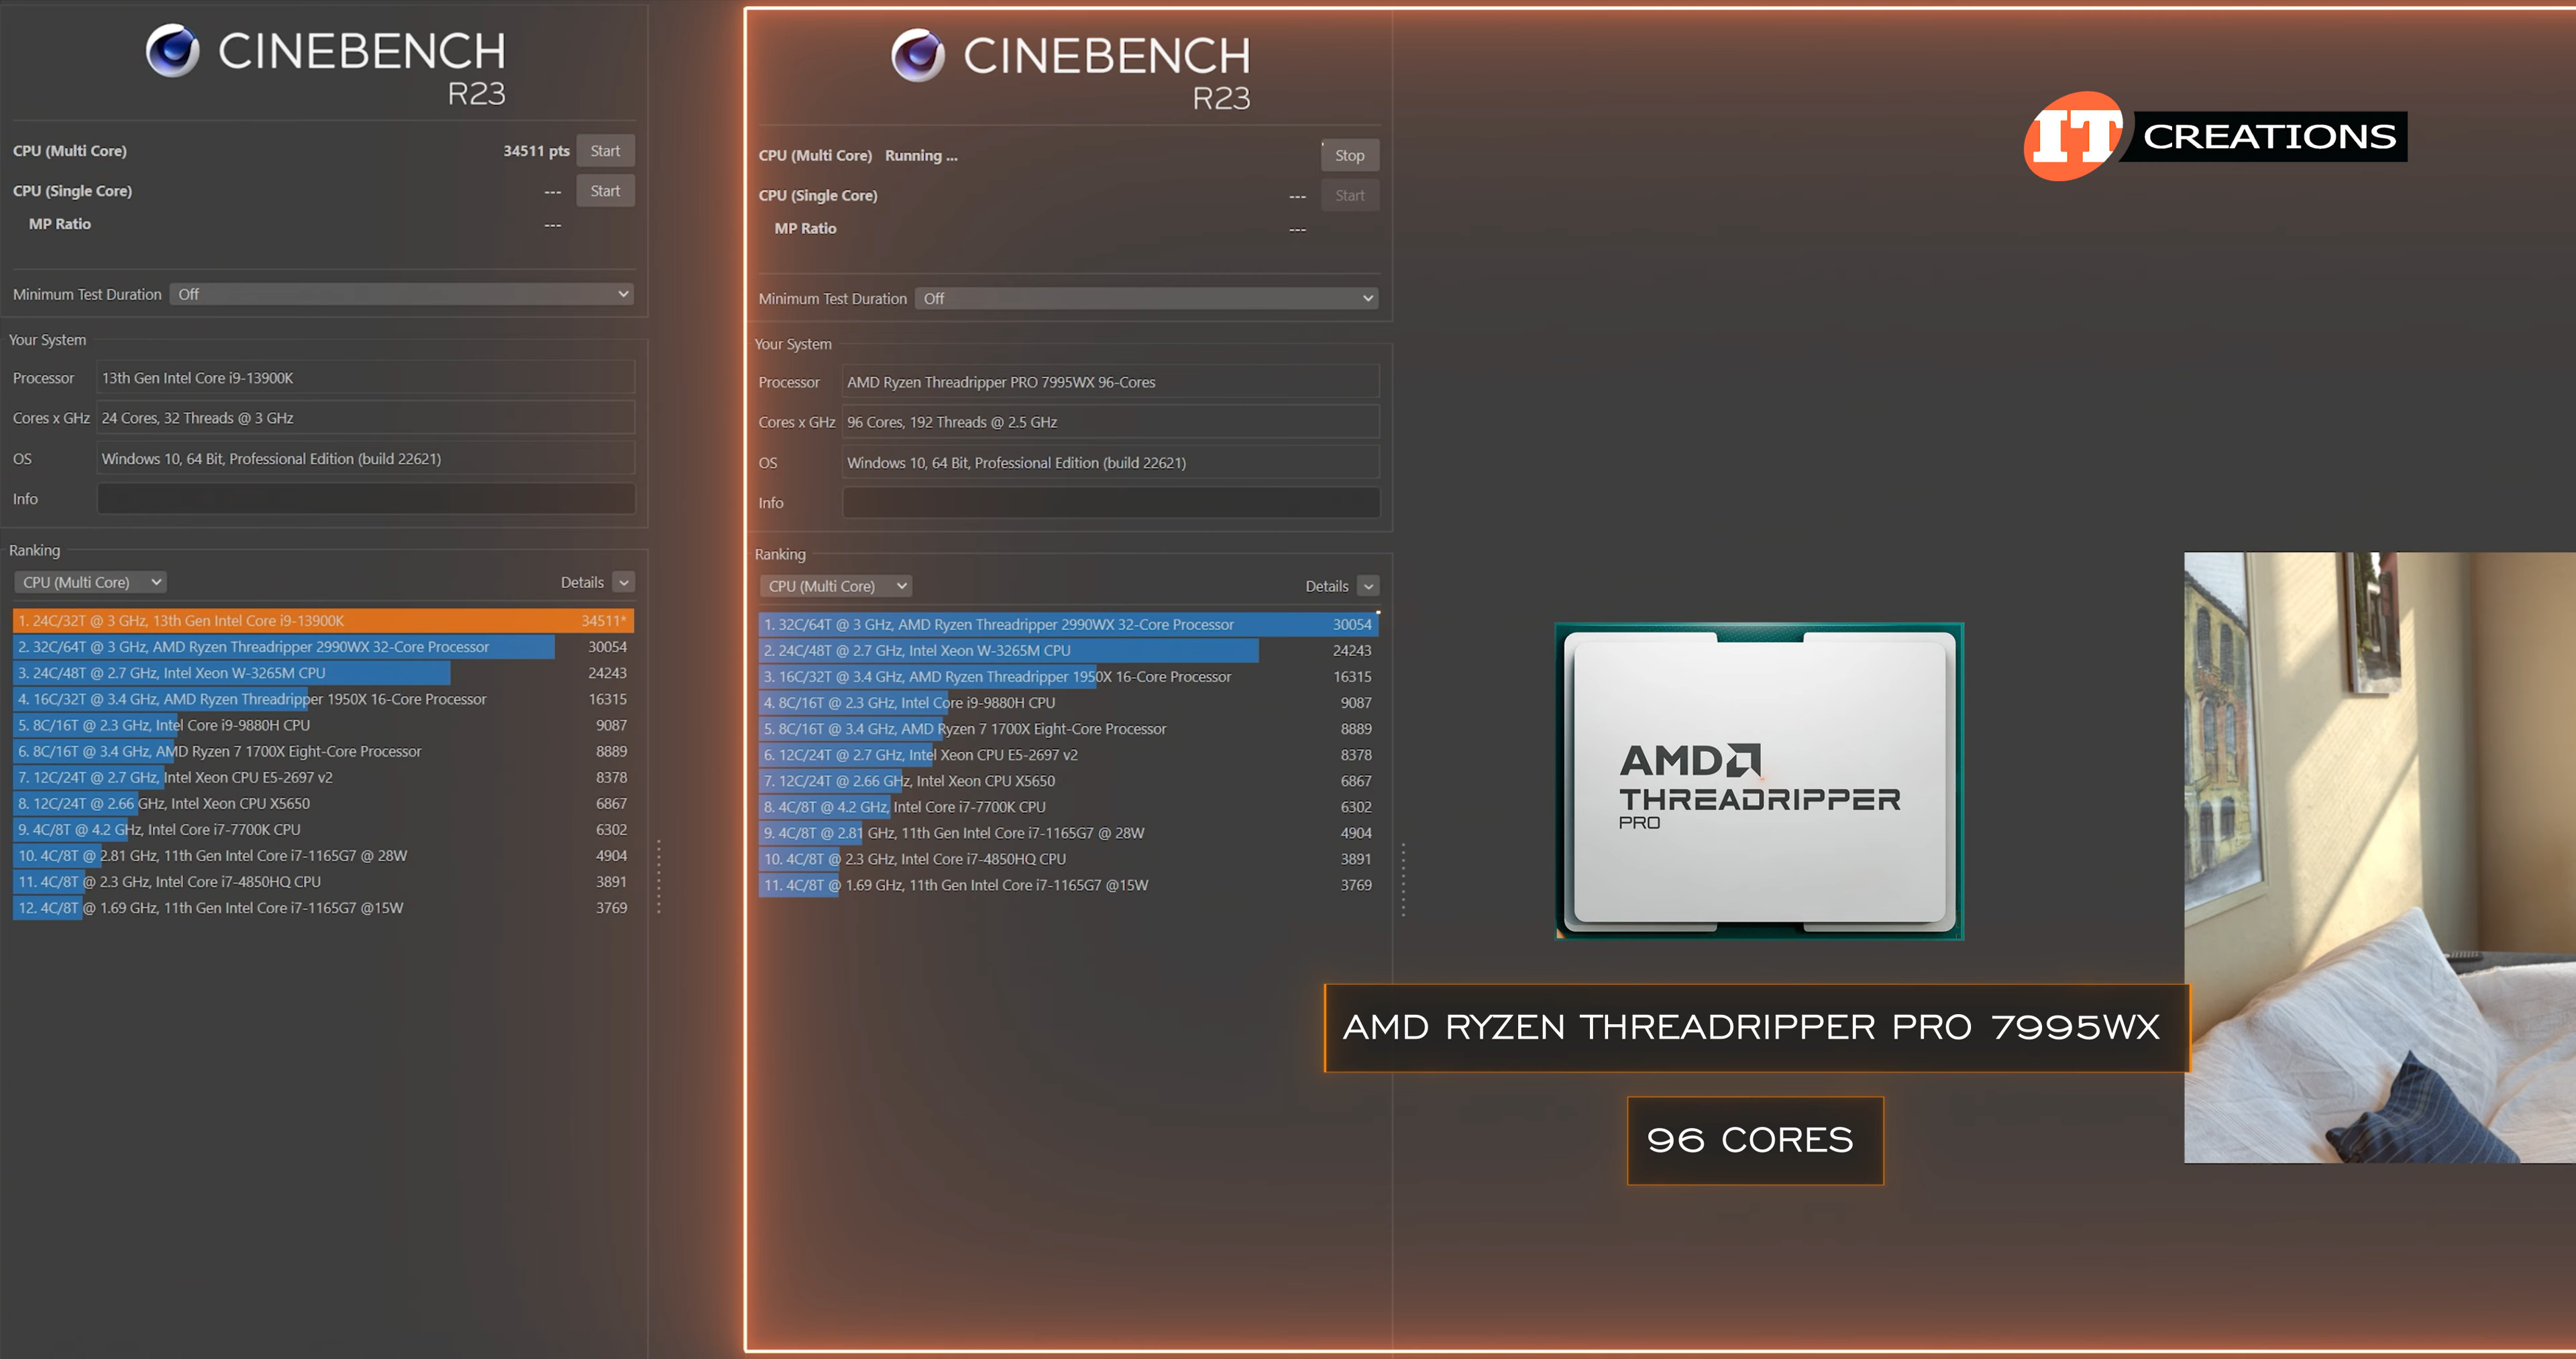 CINEBENCH
R23
CPU (Multi Core) 34511 pts Start
CPU (Single Core) --- Start
MP Ratio ---
Minimum Test Duration Off
Your System
Processor 13th Gen Intel Core i9-13900K
Cores x GHz 24 Cores, 32 Threads @ 3 GHz
OS Windows 10, 64 Bit, Professional Edition (build 22621)
Info
Ranking
CPU (Multi Core) Details
1. 24C/32T @ 3 GHz, 13th Gen Intel Core i9-13900K 34511*
2. 32C/64T @ 3 GHz, AMD Ryzen Threadripper 2990WX 32-Core Processor 30054
3. 24C/48T @ 2.7 GHz, Intel Xeon W-3265M CPU 24243
4. 16C/32T @ 3.4 GHz, AMD Ryzen Threadripper 1950X 16-Core Processor 16315
5. 8C/16T @ 2.3 GHz, Intel Core i9-9880H CPU 9087
6. 8C/16T @ 3.4 GHz, AMD Ryzen 7 1700X Eight-Core Processor 8889
7. 12C/24T @ 2.7 GHz, Intel Xeon CPU E5-2697 v2 8378
8. 12C/24T @ 2.66 GHz, Intel Xeon CPU X5650 6867
9. 4C/8T @ 4.2 GHz, Intel Core i7-7700K CPU 6302
10. 4C/8T @ 2.81 GHz, 11th Gen Intel Core i7-1165G7 @ 28W 4904
11. 4C/8T @ 2.3 GHz, Intel Core i7-4850HQ CPU 3891
12. 4C/8T @ 1.69 GHz, 11th Gen Intel Core i7-1165G7 @15W 3769
CINEBENCH
R23
CPU (Multi Core) Running ... Stop
CPU (Single Core) --- Start
MP Ratio ---
Minimum Test Duration Off
Your System
Processor AMD Ryzen Threadripper PRO 7995WX 96-Cores
Cores x GHz 96 Cores, 192 Threads @ 2.5 GHz
OS Windows 10, 64 Bit, Professional Edition (build 22621)
Info
Ranking
CPU (Multi Core) Details
1. 32C/64T @ 3 GHz, AMD Ryzen Threadripper 2990WX 32-Core Processor 30054
2. 24C/48T @ 2.7 GHz, Intel Xeon W-3265M CPU 24243
3. 16C/32T @ 3.4 GHz, AMD Ryzen Threadripper 1950X 16-Core Processor 16315
4. 8C/16T @ 2.3 GHz, Intel Core i9-9880H CPU 9087
5. 8C/16T @ 3.4 GHz, AMD Ryzen 7 1700X Eight-Core Processor 8889
6. 12C/24T @ 2.7 GHz, Intel Xeon CPU E5-2697 v2 8378
7. 12C/24T @ 2.66 GHz, Intel Xeon CPU X5650 6867
8. 4C/8T @ 4.2 GHz, Intel Core i7-7700K CPU 6302
9. 4C/8T @ 2.81 GHz, 11th Gen Intel Core i7-1165G7 @ 28W 4904
10. 4C/8T @ 2.3 GHz, Intel Core i7-4850HQ CPU 3891
11. 4C/8T @ 1.69 GHz, 11th Gen Intel Core i7-1165G7 @15W 3769
IT CREATIONS
AMD
THREADRIPPER
PRO
AMD RYZEN THREADRIPPER PRO 7995WX
96 CORES